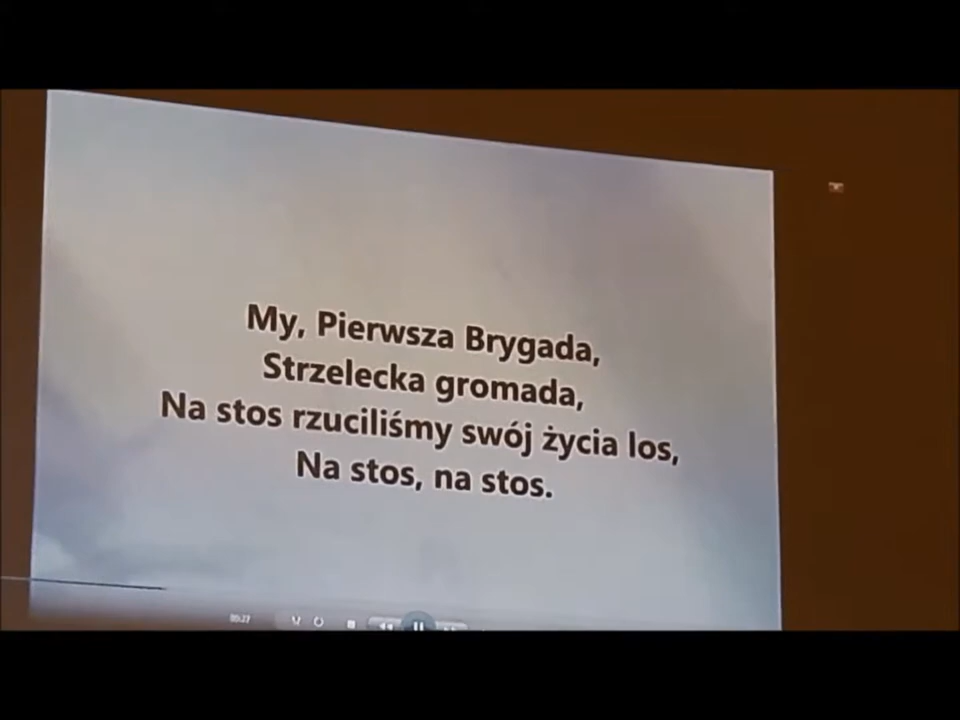 My, Pierwsza Brygada,
Strzelecka gromada,
Na stos rzuciliśmy swój życia los,
Na stos, na stos.